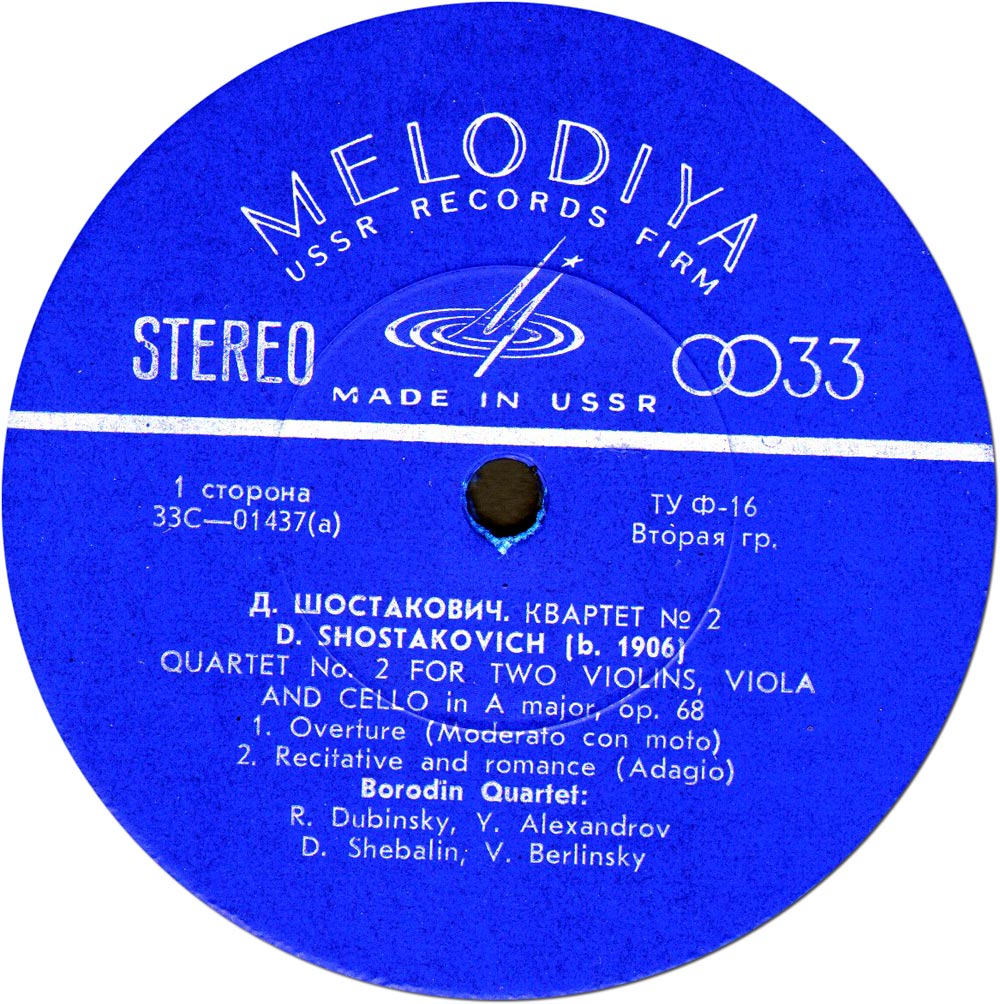 MELODIYA
USSR RECORDS FIRM
STEREO
33
MADE IN USSR
1 сторона
33С—01437(а)
ТУ Ф-16
Вторая гр.
Д. ШОСТАКОВИЧ. КВАРТЕТ № 2
D. SHOSTAKOVICH (b. 1906)
QUARTET No. 2 FOR TWO VIOLINS, VIOLA
AND CELLO in A major, op. 68
1. Overture (Moderato con moto)
2. Recitative and romance (Adagio)
Borodin Quartet:
R. Dubinsky, Y. Alexandrov
D. Shebalin, V. Berlinsky